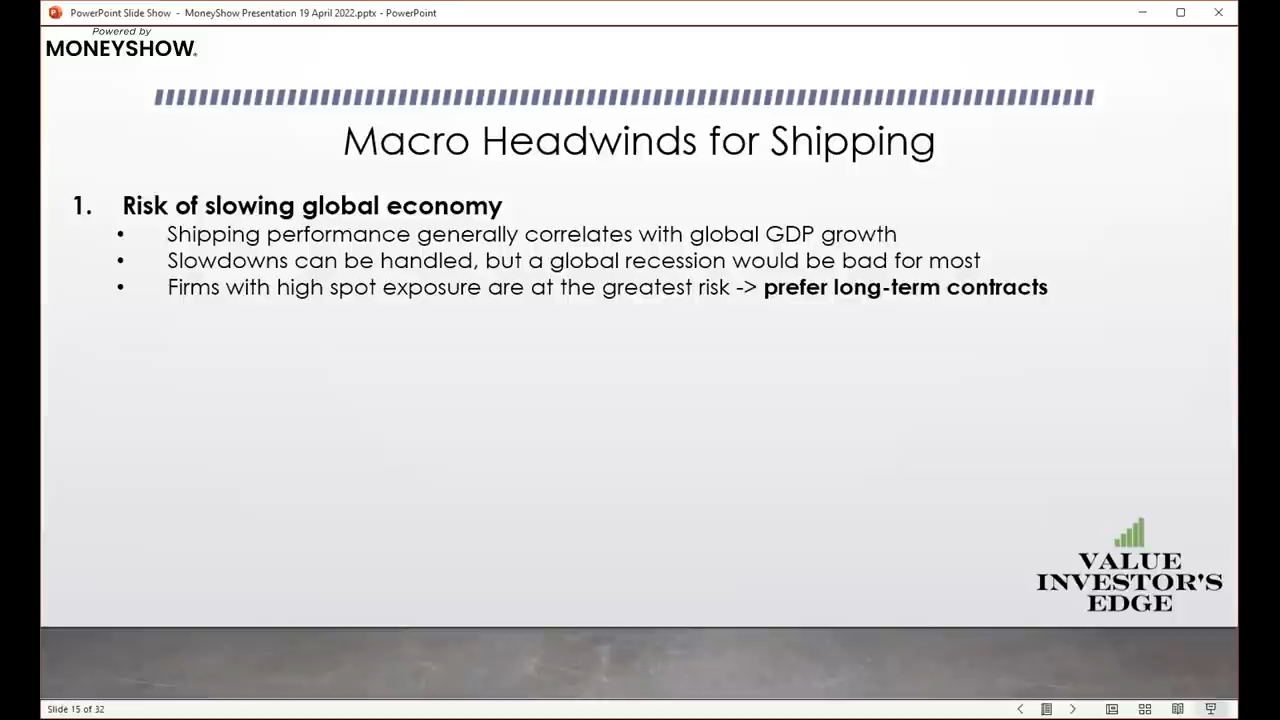 PowerPoint Slide Show - MoneyShow Presentation 19 April 2022.pptx - PowerPoint
Powered by
MONEYSHOW®
Macro Headwinds for Shipping
1. Risk of slowing global economy
• Shipping performance generally correlates with global GDP growth
• Slowdowns can be handled, but a global recession would be bad for most
• Firms with high spot exposure are at the greatest risk -> prefer long-term contracts
VALUE
INVESTOR'S
EDGE
Slide 15 of 32